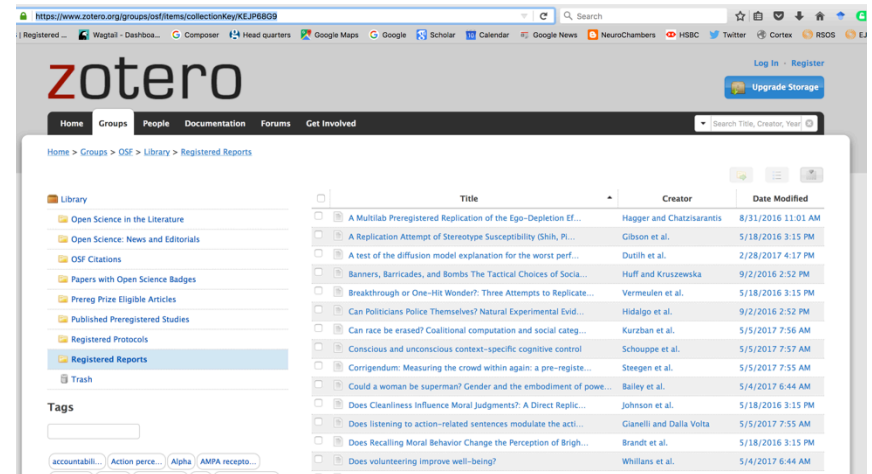 https://www.zotero.org/groups/osf/items/collectionKey/KEJP68G9 Search
Registered ... Wagtail - Dashboa... Composer Head quarters Google Maps Google Scholar Calendar Google News NeuroChambers HSBC Twitter Cortex RSOS EJ
zotero
Log In · Register
Upgrade Storage
Home Groups People Documentation Forums Get Involved Search Title, Creator, Year
Home > Groups > OSF > Library > Registered Reports
Library
Open Science in the Literature
Open Science: News and Editorials
OSF Citations
Papers with Open Science Badges
Prereg Prize Eligible Articles
Published Preregistered Studies
Registered Protocols
Registered Reports
Trash
Tags
accountabili... Action perce... Alpha AMPA recepto...
Title Creator Date Modified
A Multilab Preregistered Replication of the Ego-Depletion Ef... Hagger and Chatzisarantis 8/31/2016 11:01 AM
A Replication Attempt of Stereotype Susceptibility (Shih, Pi... Gibson et al. 5/18/2016 3:15 PM
A test of the diffusion model explanation for the worst perf... Dutilh et al. 2/28/2017 4:17 PM
Banners, Barricades, and Bombs The Tactical Choices of Socia... Huff and Kruszewska 9/2/2016 2:52 PM
Breakthrough or One-Hit Wonder?: Three Attempts to Replicate... Vermeulen et al. 5/18/2016 3:15 PM
Can Politicians Police Themselves? Natural Experimental Evid... Hidalgo et al. 9/2/2016 2:52 PM
Can race be erased? Coalitional computation and social categ... Kurzban et al. 5/5/2017 7:56 AM
Conscious and unconscious context-specific cognitive control Schouppe et al. 5/5/2017 7:57 AM
Corrigendum: Measuring the crowd within again: a pre-registe... Steegen et al. 5/5/2017 7:55 AM
Could a woman be superman? Gender and the embodiment of powe... Bailey et al. 5/4/2017 6:44 AM
Does Cleanliness Influence Moral Judgments?: A Direct Replic... Johnson et al. 5/18/2016 3:15 PM
Does listening to action-related sentences modulate the acti... Gianelli and Dalla Volta 5/5/2017 7:55 AM
Does Recalling Moral Behavior Change the Perception of Brigh... Brandt et al. 5/18/2016 3:15 PM
Does volunteering improve well-being? Whillans et al. 5/4/2017 6:44 AM